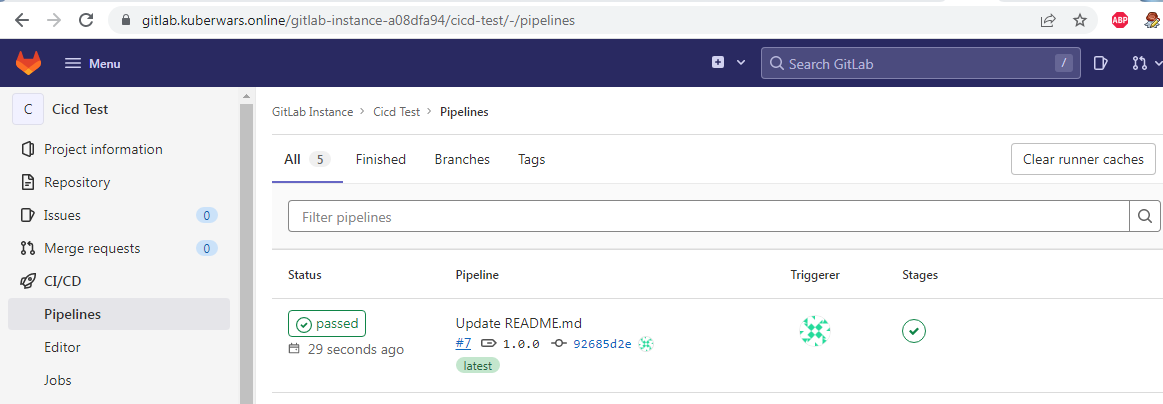 gitlab.kuberwars.online/gitlab-instance-a08dfa94/cicd-test/-/pipelines
ABP
Menu
Search GitLab /
C Cicd Test
Project information
Repository
Issues 0
Merge requests 0
CI/CD
Pipelines
Editor
Jobs
GitLab Instance > Cicd Test > Pipelines
All 5 Finished Branches Tags Clear runner caches
Filter pipelines
Status Pipeline Triggerer Stages
passed Update README.md
29 seconds ago #7 1.0.0 92685d2e
latest